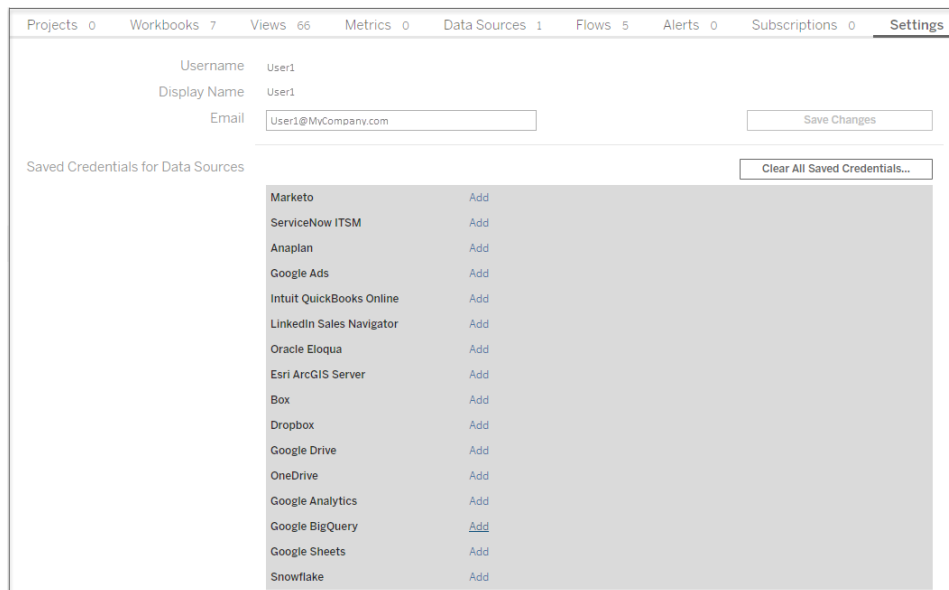 Projects 0 Workbooks 7 Views 66 Metrics 0 Data Sources 1 Flows 5 Alerts 0 Subscriptions 0 Settings
Username User1
Display Name User1
Email User1@MyCompany.com Save Changes
Saved Credentials for Data Sources Clear All Saved Credentials...
Marketo Add
ServiceNow ITSM Add
Anaplan Add
Google Ads Add
Intuit QuickBooks Online Add
LinkedIn Sales Navigator Add
Oracle Eloqua Add
Esri ArcGIS Server Add
Box Add
Dropbox Add
Google Drive Add
OneDrive Add
Google Analytics Add
Google BigQuery Add
Google Sheets Add
Snowflake Add